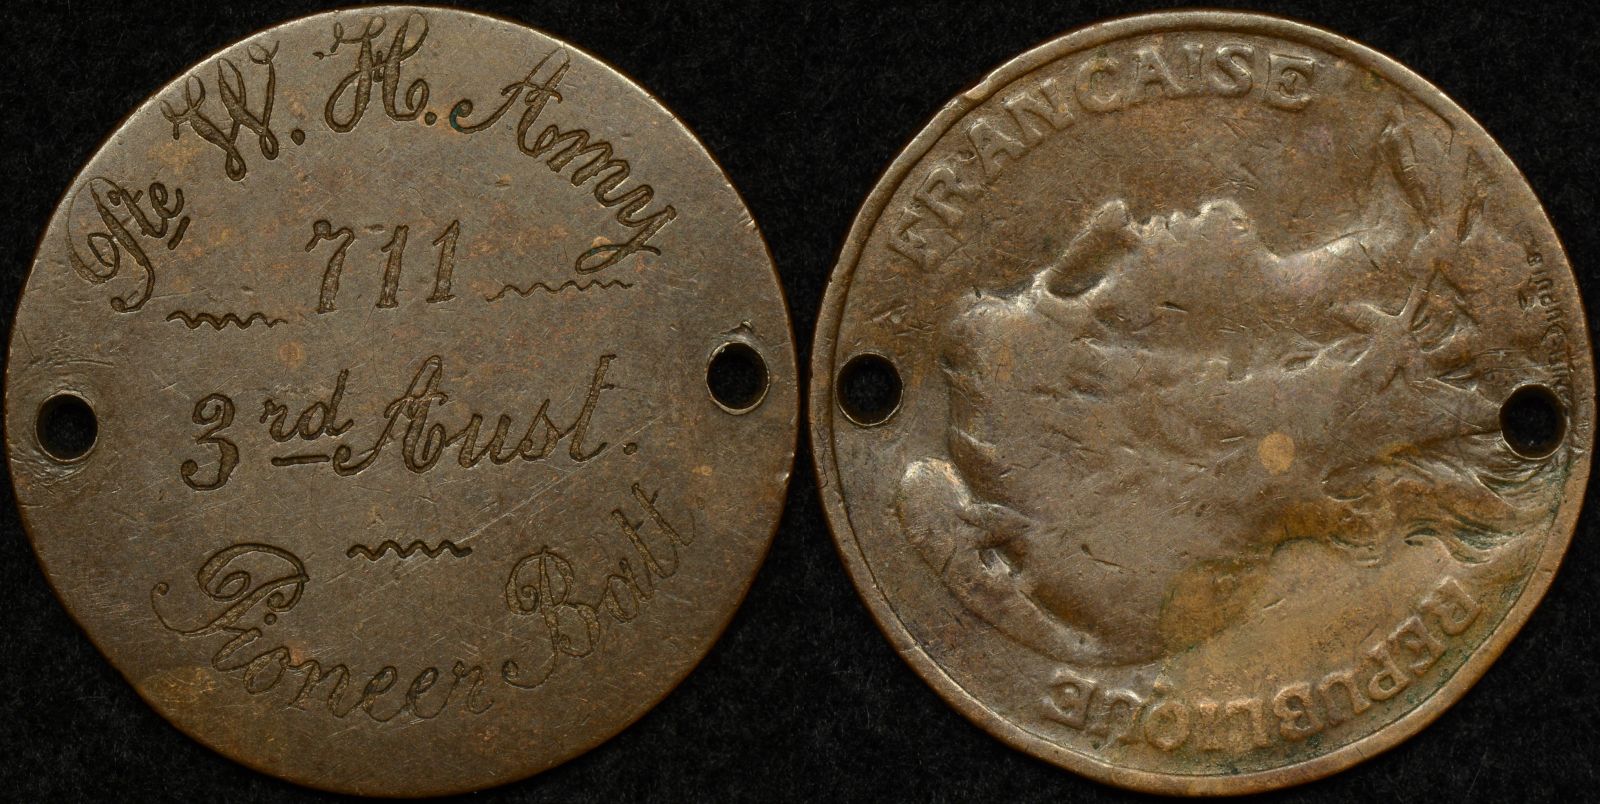 Pte W. H. Amy
711
3rd Aust.
Pioneer Batt
REPUBLIQUE FRANCAISE